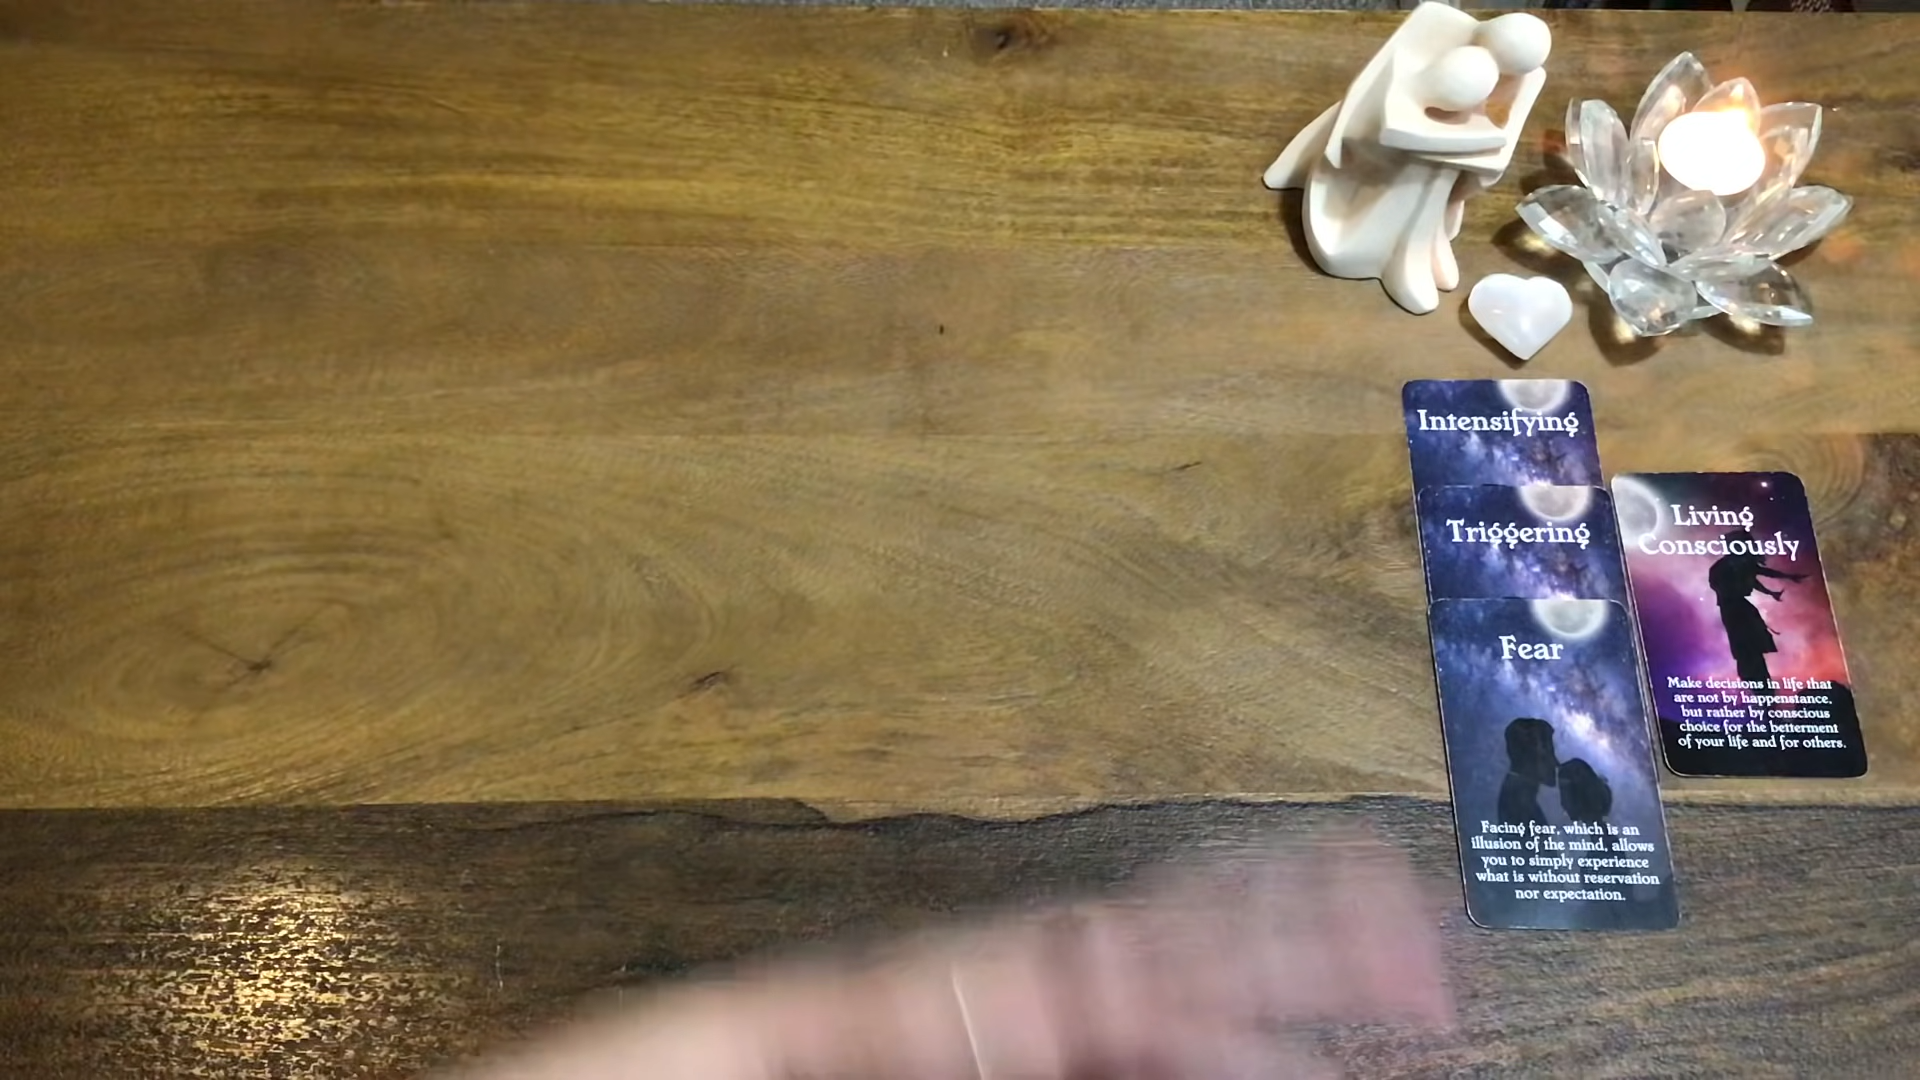 Intensifying
Triggering
Fear
Facing fear, which is an
illusion of the mind, allows
you to simply experience
what is without reservation
nor expectation.
Living
Consciously
Make decisions in life that
are not by happenstance,
but rather by conscious
choice for the betterment
of your life and for others.